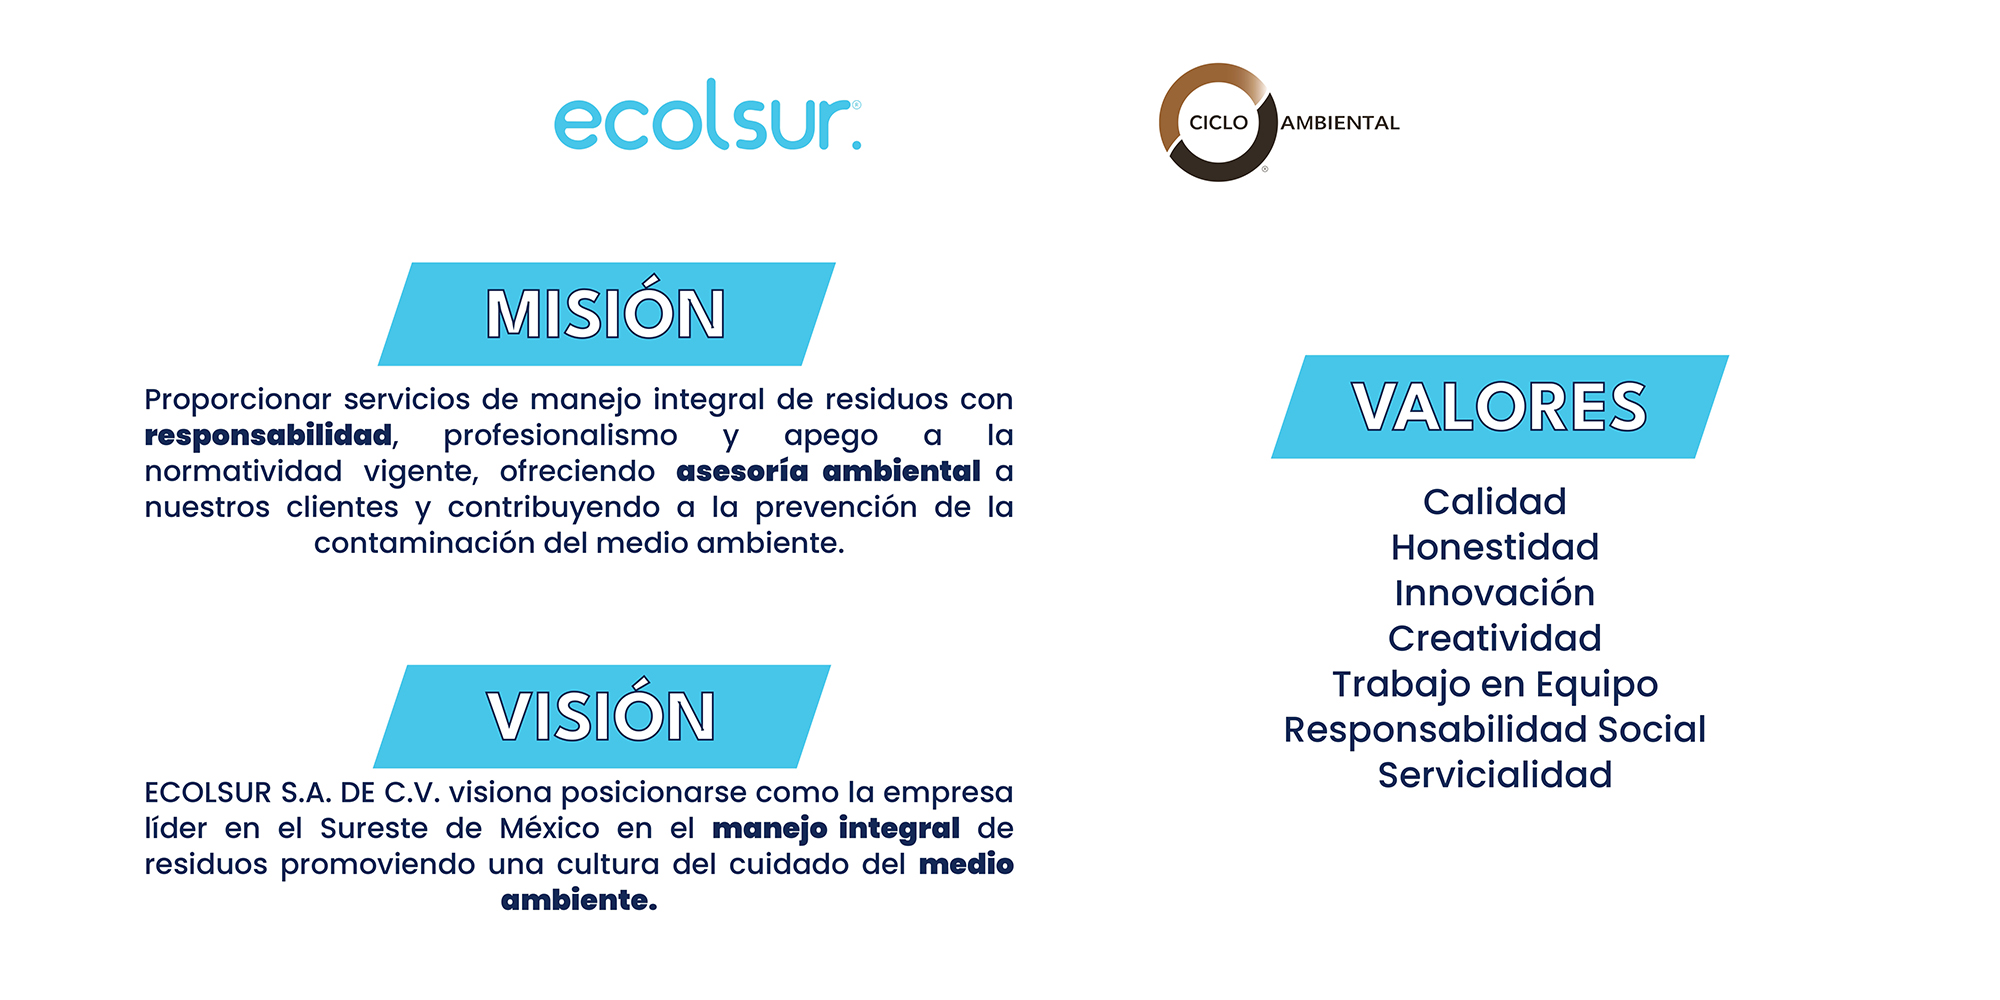 ecolsur.®
CICLO AMBIENTAL
®
MISIÓN
Proporcionar servicios de manejo integral de residuos con
responsabilidad, profesionalismo y apego a la
normatividad vigente, ofreciendo asesoría ambiental a
nuestros clientes y contribuyendo a la prevención de la
contaminación del medio ambiente.
VISIÓN
ECOLSUR S.A. DE C.V. visiona posicionarse como la empresa
líder en el Sureste de México en el manejo integral de
residuos promoviendo una cultura del cuidado del medio
ambiente.
VALORES
Calidad
Honestidad
Innovación
Creatividad
Trabajo en Equipo
Responsabilidad Social
Servicialidad